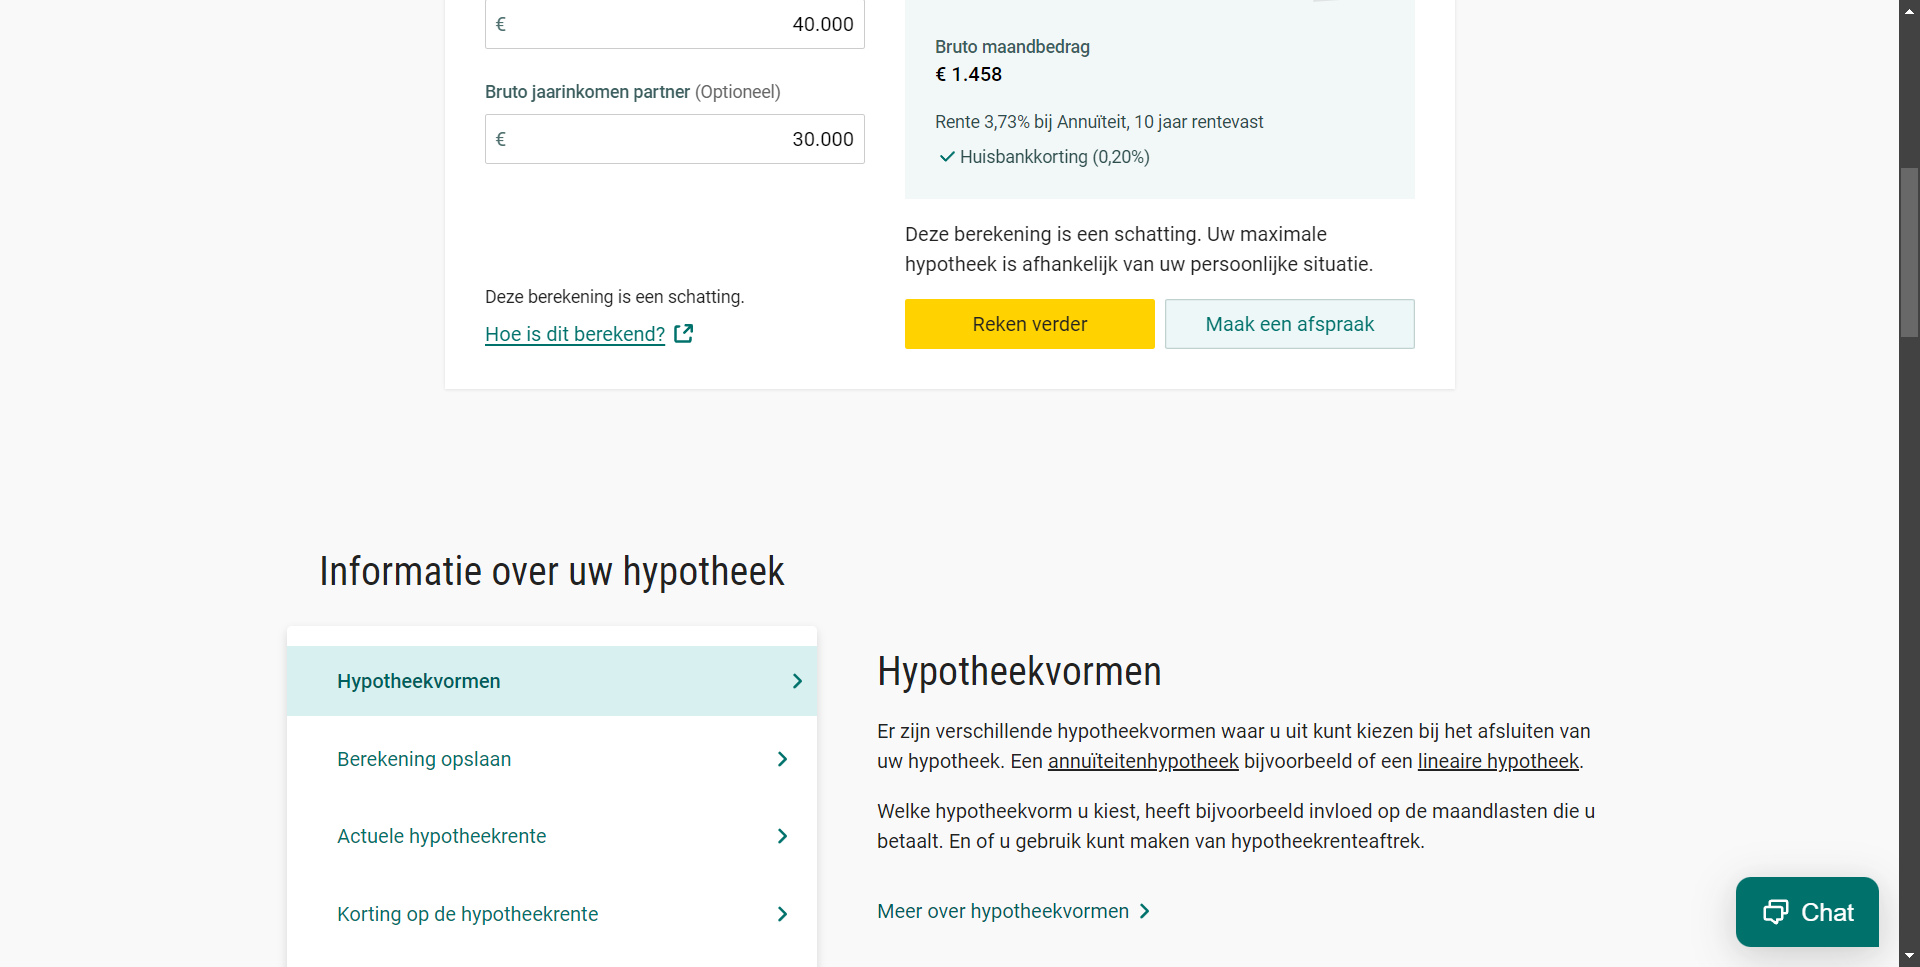 € 40.000
Bruto jaarinkomen partner (Optioneel)
€ 30.000
Deze berekening is een schatting.
Hoe is dit berekend?
Bruto maandbedrag
€ 1.458
Rente 3,73% bij Annuïteit, 10 jaar rentevast
Huisbankkorting (0,20%)
Deze berekening is een schatting. Uw maximale
hypotheek is afhankelijk van uw persoonlijke situatie.
Reken verder
Maak een afspraak
Informatie over uw hypotheek
Hypotheekvormen
Berekening opslaan
Actuele hypotheekrente
Korting op de hypotheekrente
Hypotheekvormen
Er zijn verschillende hypotheekvormen waar u uit kunt kiezen bij het afsluiten van
uw hypotheek. Een annuïteitenhypotheek bijvoorbeeld of een lineaire hypotheek.
Welke hypotheekvorm u kiest, heeft bijvoorbeeld invloed op de maandlasten die u
betaalt. En of u gebruik kunt maken van hypotheekrenteaftrek.
Meer over hypotheekvormen
Chat